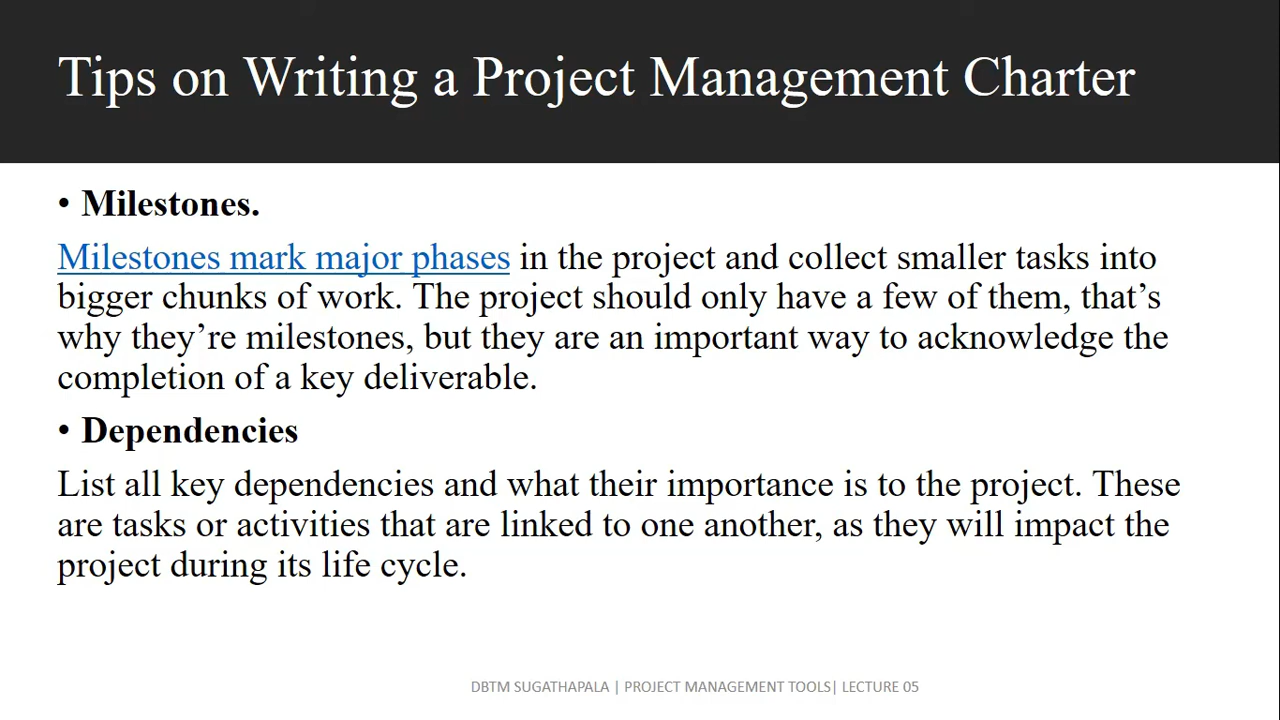 Tips on Writing a Project Management Charter
• Milestones.
Milestones mark major phases in the project and collect smaller tasks into
bigger chunks of work. The project should only have a few of them, that’s
why they’re milestones, but they are an important way to acknowledge the
completion of a key deliverable.
• Dependencies
List all key dependencies and what their importance is to the project. These
are tasks or activities that are linked to one another, as they will impact the
project during its life cycle.
DBTM SUGATHAPALA | PROJECT MANAGEMENT TOOLS| LECTURE 05